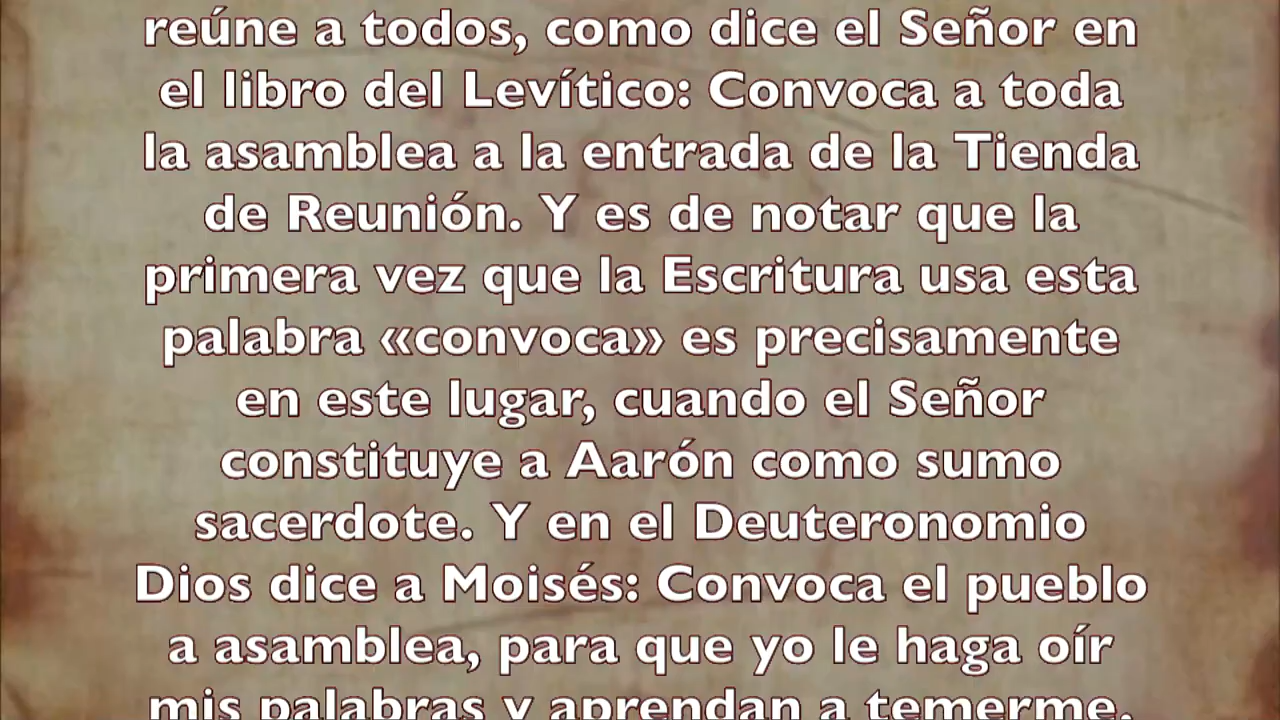 reúne a todos, como dice el Señor en
el libro del Levítico: Convoca a toda
la asamblea a la entrada de la Tienda
de Reunión. Y es de notar que la
primera vez que la Escritura usa esta
palabra «convoca» es precisamente
en este lugar, cuando el Señor
constituye a Aarón como sumo
sacerdote. Y en el Deuteronomio
Dios dice a Moisés: Convoca el pueblo
a asamblea, para que yo le haga oír
mis palabras y aprendan a temerme.